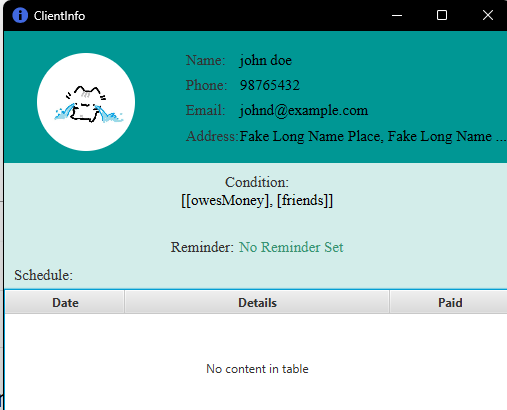 ClientInfo
Name: john doe
Phone: 98765432
Email: johnd@example.com
Address:Fake Long Name Place, Fake Long Name ...
Condition:
[[owesMoney], [friends]]
Reminder: No Reminder Set
Schedule:
Date Details Paid
No content in table